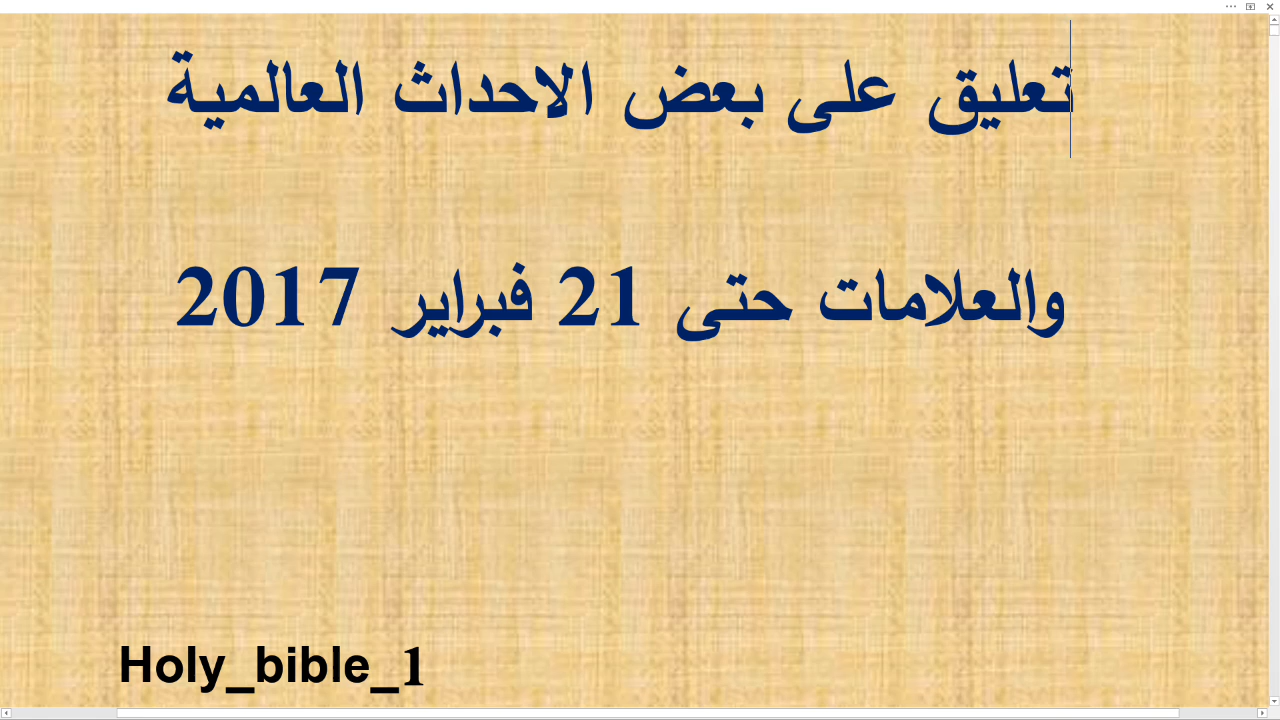 تعليق على بعض الاحداث العالمية
والعلامات حتى 21 فبراير 2017
Holy_bible_1